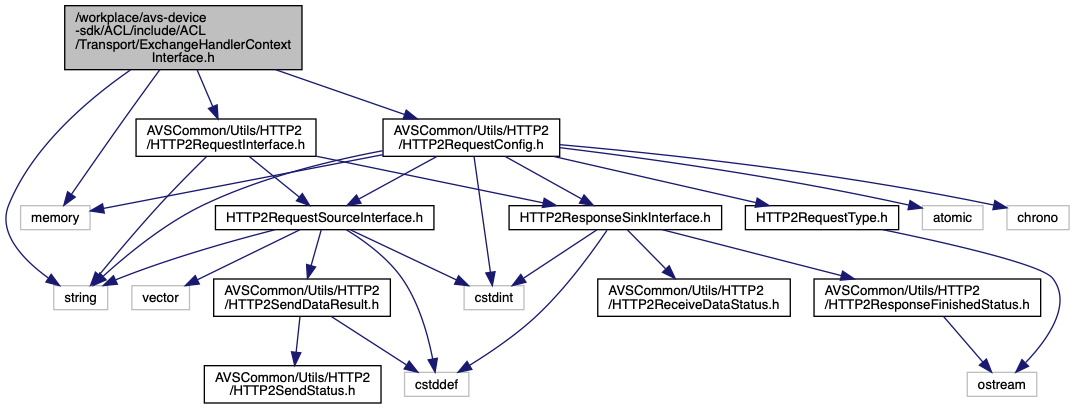 /workplace/avs-device
-sdk/ACL/include/ACL
/Transport/ExchangeHandlerContext
Interface.h
AVSCommon/Utils/HTTP2
/HTTP2RequestInterface.h
AVSCommon/Utils/HTTP2
/HTTP2RequestConfig.h
memory
HTTP2RequestSourceInterface.h
HTTP2ResponseSinkInterface.h
HTTP2RequestType.h
atomic
chrono
string
vector
AVSCommon/Utils/HTTP2
/HTTP2SendDataResult.h
cstdint
AVSCommon/Utils/HTTP2
/HTTP2ReceiveDataStatus.h
AVSCommon/Utils/HTTP2
/HTTP2ResponseFinishedStatus.h
AVSCommon/Utils/HTTP2
/HTTP2SendStatus.h
cstddef
ostream